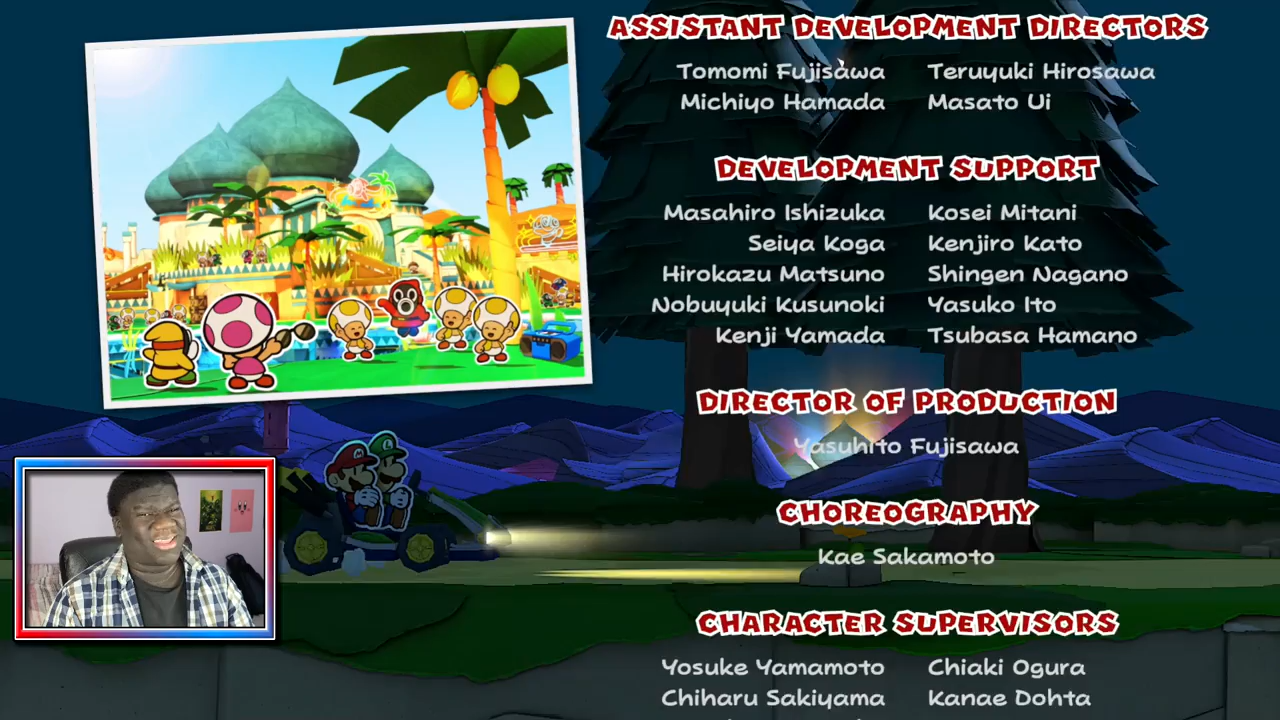 ASSISTANT DEVELOPMENT DIRECTORS
Tomomi Fujisawa Teruyuki Hirosawa
Michiyo Hamada Masato Ui
DEVELOPMENT SUPPORT
Masahiro Ishizuka Kosei Mitani
Seiya Koga Kenjiro Kato
Hirokazu Matsuno Shingen Nagano
Nobuyuki Kusunoki Yasuko Ito
Kenji Yamada Tsubasa Hamano
DIRECTOR OF PRODUCTION
Yasuhito Fujisawa
CHOREOGRAPHY
Kae Sakamoto
CHARACTER SUPERVISORS
Yosuke Yamamoto Chiaki Ogura
Chiharu Sakiyama Kanae Dohta